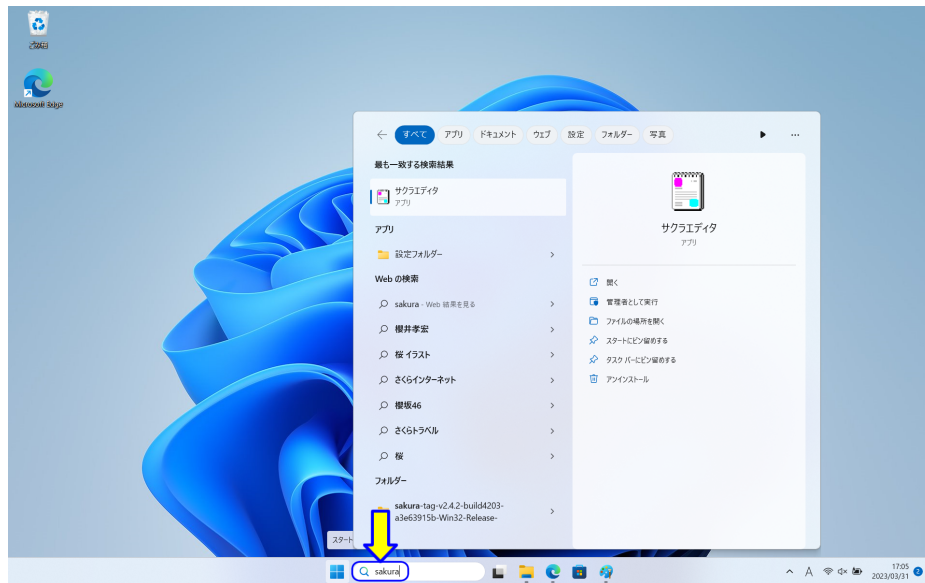 ごみ箱
Microsoft Edge
すべて アプリ ドキュメント ウェブ 設定 フォルダー 写真
最も一致する検索結果
サクラエディタ
アプリ
アプリ
設定フォルダー
Web の検索
sakura - Web 結果を見る
櫻井孝宏
桜 イラスト
さくらインターネット
櫻坂46
さくらトラベル
桜
フォルダー
sakura-tag-v2.4.2-build4203-
a3e63915b-Win32-Release-
サクラエディタ
アプリ
開く
管理者として実行
ファイルの場所を開く
スタートにピン留めする
タスク バーにピン留めする
アンインストール
スタート
sakura
A
17:05
2023/03/31
2